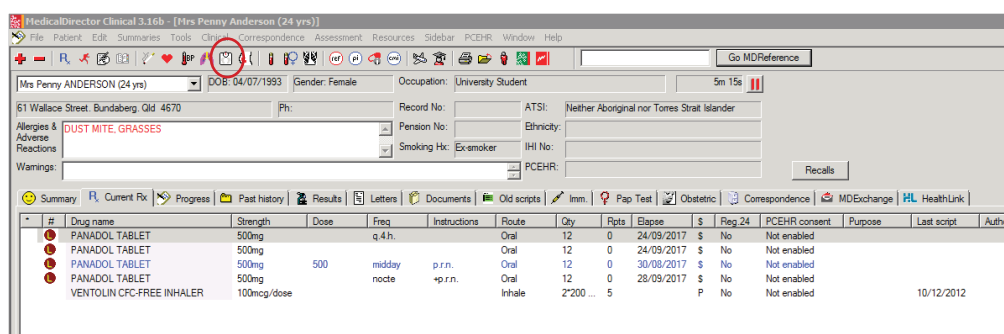 MedicalDirector Clinical 3.16b - [Mrs Penny Anderson (24 yrs)]
File Patient Edit Summaries Tools Clinical Correspondence Assessment Resources Sidebar PCEHR Window Help
Go MDReference
Mrs Penny ANDERSON (24 yrs) DOB: 04/07/1993 Gender: Female Occupation: University Student 5m 15s
61 Wallace Street. Bundaberg. Qld 4670 Ph: Record No: ATSI: Neither Aboriginal nor Torres Strait Islander
Allergies & Adverse Reactions DUST MITE, GRASSES Pension No: Ethnicity:
Smoking Hx: Ex-smoker IHI No:
Warnings: PCEHR: Recalls
Summary Current Rx Progress Past history Results Letters Documents Old scripts Imm. Pap Test Obstetric Correspondence MDExchange HL HealthLink
* # Drug name Strength Dose Freq Instructions Route Qty Rpts Elapse $ Reg.24 PCEHR consent Purpose Last script Auth
L PANADOL TABLET 500mg q.4.h. Oral 12 0 24/09/2017 $ No Not enabled
L PANADOL TABLET 500mg Oral 12 0 24/09/2017 $ No Not enabled
L PANADOL TABLET 500mg 500 midday p.r.n. Oral 12 0 30/08/2017 $ No Not enabled
L PANADOL TABLET 500mg nocte +p.r.n. Oral 12 0 28/09/2017 $ No Not enabled
VENTOLIN CFC-FREE INHALER 100mcg/dose Inhale 2*200 ... 5 P No Not enabled 10/12/2012